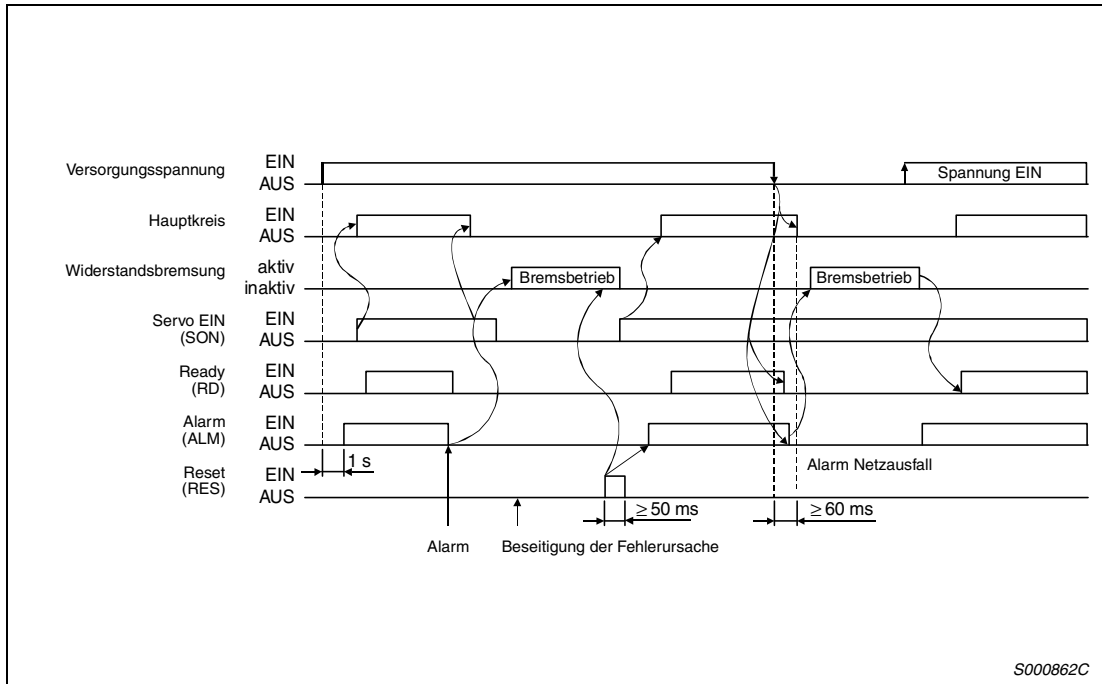 Versorgungsspannung EIN
AUS
Spannung EIN
Hauptkreis EIN
AUS
Widerstandsbremsung aktiv
inaktiv
Bremsbetrieb
Bremsbetrieb
Servo EIN
(SON)
EIN
AUS
Ready
(RD)
EIN
AUS
Alarm
(ALM)
EIN
AUS
Alarm Netzausfall
1 s
Reset
(RES)
EIN
AUS
≥ 50 ms
≥ 60 ms
Alarm
Beseitigung der Fehlerursache
S000862C